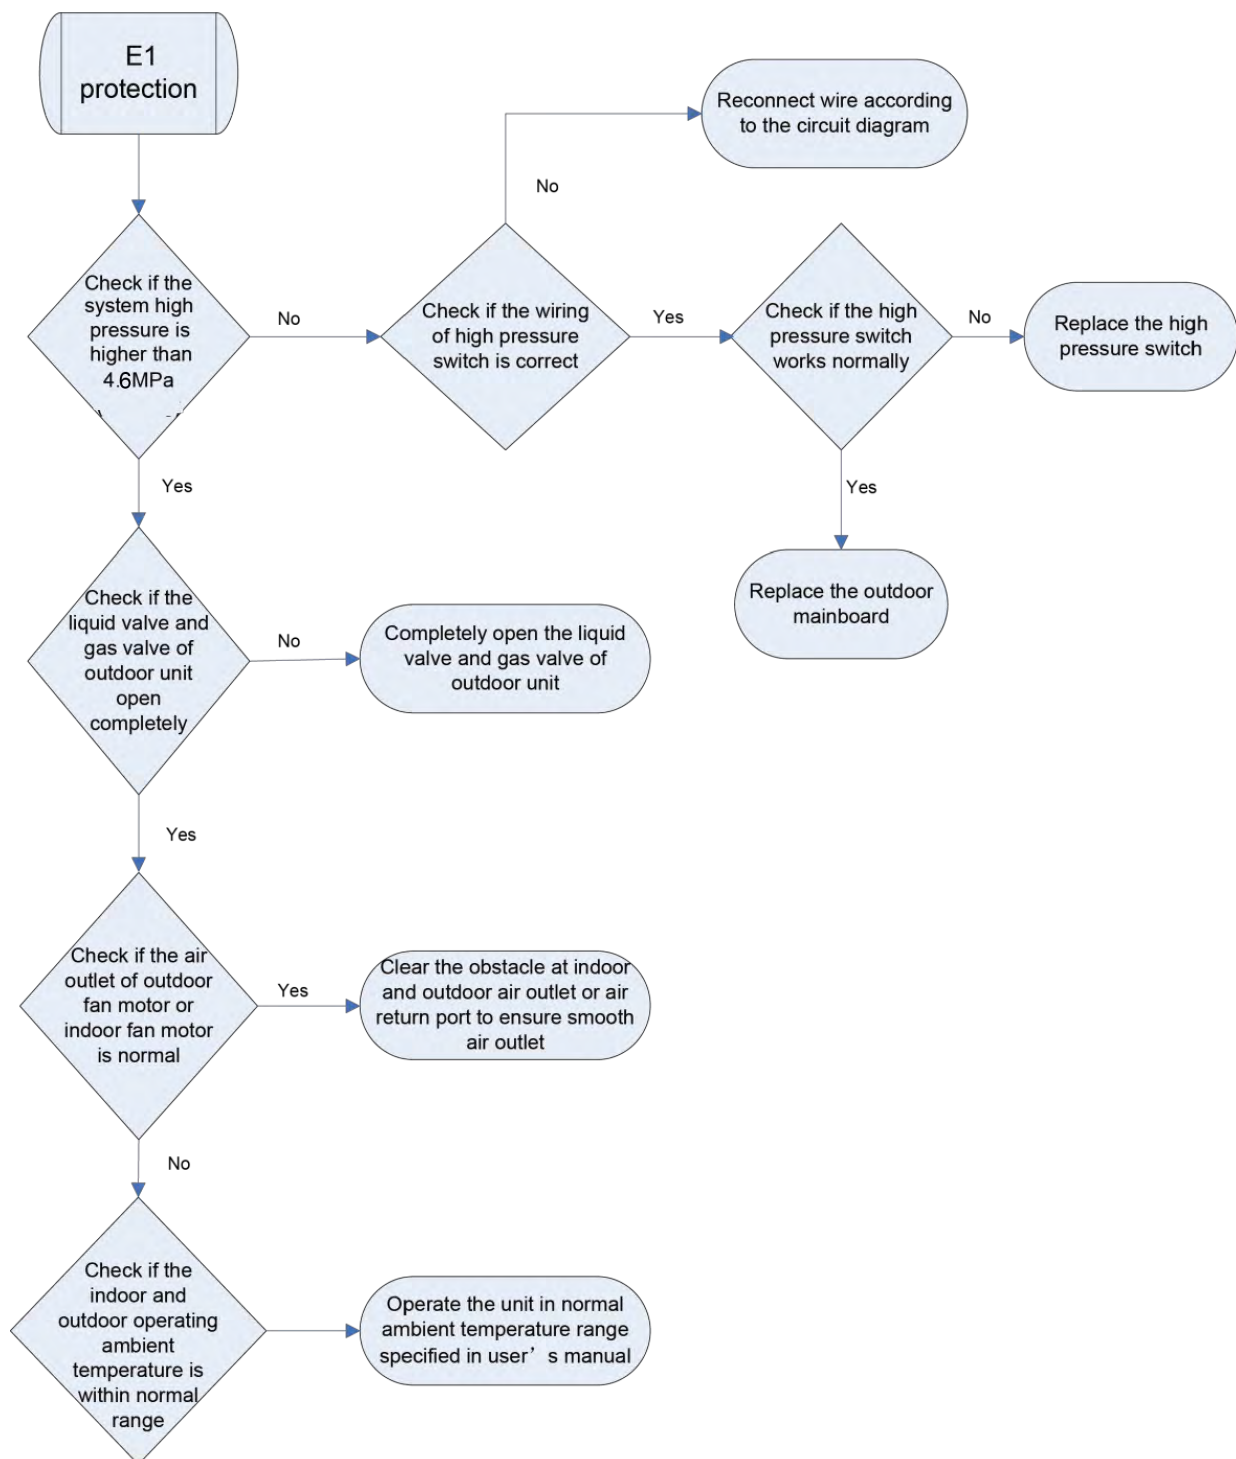 E1
protection
Reconnect wire according
to the circuit diagram
No
Check if the
system high
pressure is
higher than
4.6MPa
No
Check if the wiring
of high pressure
switch is correct
Yes
Check if the high
pressure switch
works normally
No
Replace the high
pressure switch
Yes
Yes
Replace the outdoor
mainboard
Check if the
liquid valve and
gas valve of
outdoor unit
open
completely
No
Completely open the liquid
valve and gas valve of
outdoor unit
Yes
Check if the air
outlet of outdoor
fan motor or
indoor fan motor
is normal
Yes
Clear the obstacle at indoor
and outdoor air outlet or air
return port to ensure smooth
air outlet
No
Check if the
indoor and
outdoor operating
ambient
temperature is
within normal
range
Operate the unit in normal
ambient temperature range
specified in user’s manual